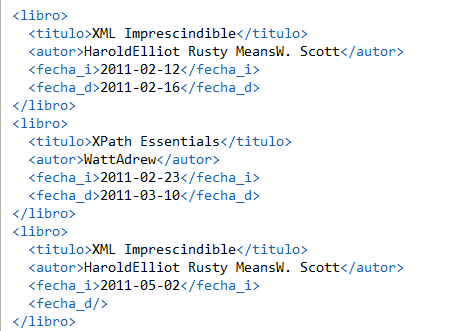 <libro>
<titulo>XML Imprescindible</titulo>
<autor>HaroldElliot Rusty MeansW. Scott</autor>
<fecha_i>2011-02-12</fecha_i>
<fecha_d>2011-02-16</fecha_d>
</libro>
<libro>
<titulo>XPath Essentials</titulo>
<autor>WattAdrew</autor>
<fecha_i>2011-02-23</fecha_i>
<fecha_d>2011-03-10</fecha_d>
</libro>
<libro>
<titulo>XML Imprescindible</titulo>
<autor>HaroldElliot Rusty MeansW. Scott</autor>
<fecha_i>2011-05-02</fecha_i>
<fecha_d/>
</libro>